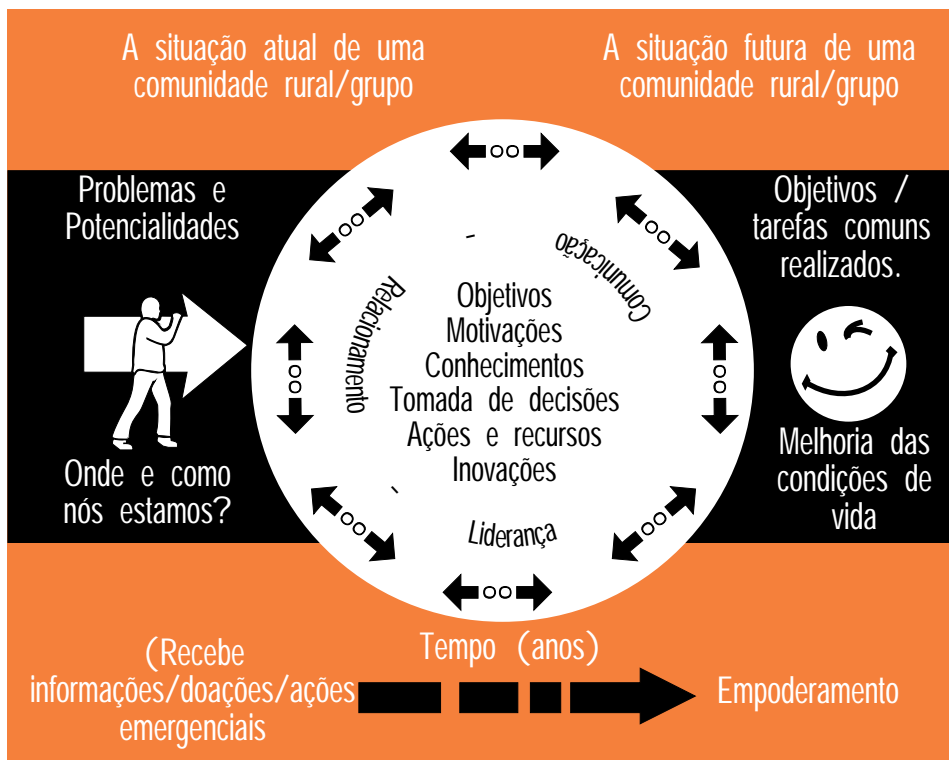 A situação atual de uma
comunidade rural/grupo
A situação futura de uma
comunidade rural/grupo
Problemas e
Potencialidades
Onde e como
nós estamos?
Relacionamento
Comunicação
Objetivos
Motivações
Conhecimentos
Tomada de decisões
Ações e recursos
Inovações
Liderança
Objetivos /
tarefas comuns
realizados.
Melhoria das
condições de
vida
(Recebe
informações/doações/ações
emergenciais
Tempo (anos)
Empoderamento